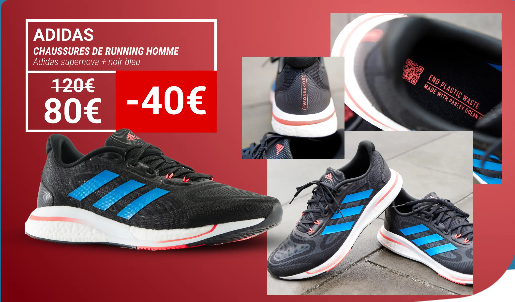 ADIDAS
CHAUSSURES DE RUNNING HOMME
Adidas supernova + noir bleu
120€
80€
-40€
END PLASTIC WASTE
MADE WITH PARLEY OCEAN